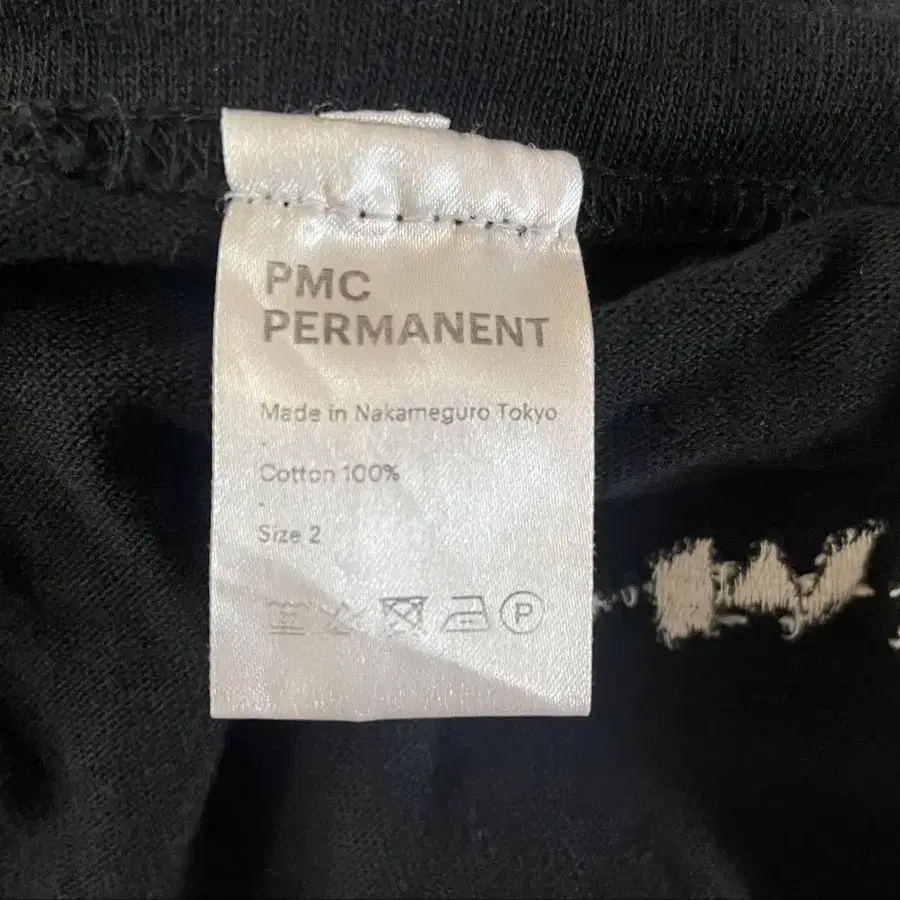 PMC
PERMANENT
Made in Nakameguro Tokyo
-
Cotton 100%
-
Size 2
P